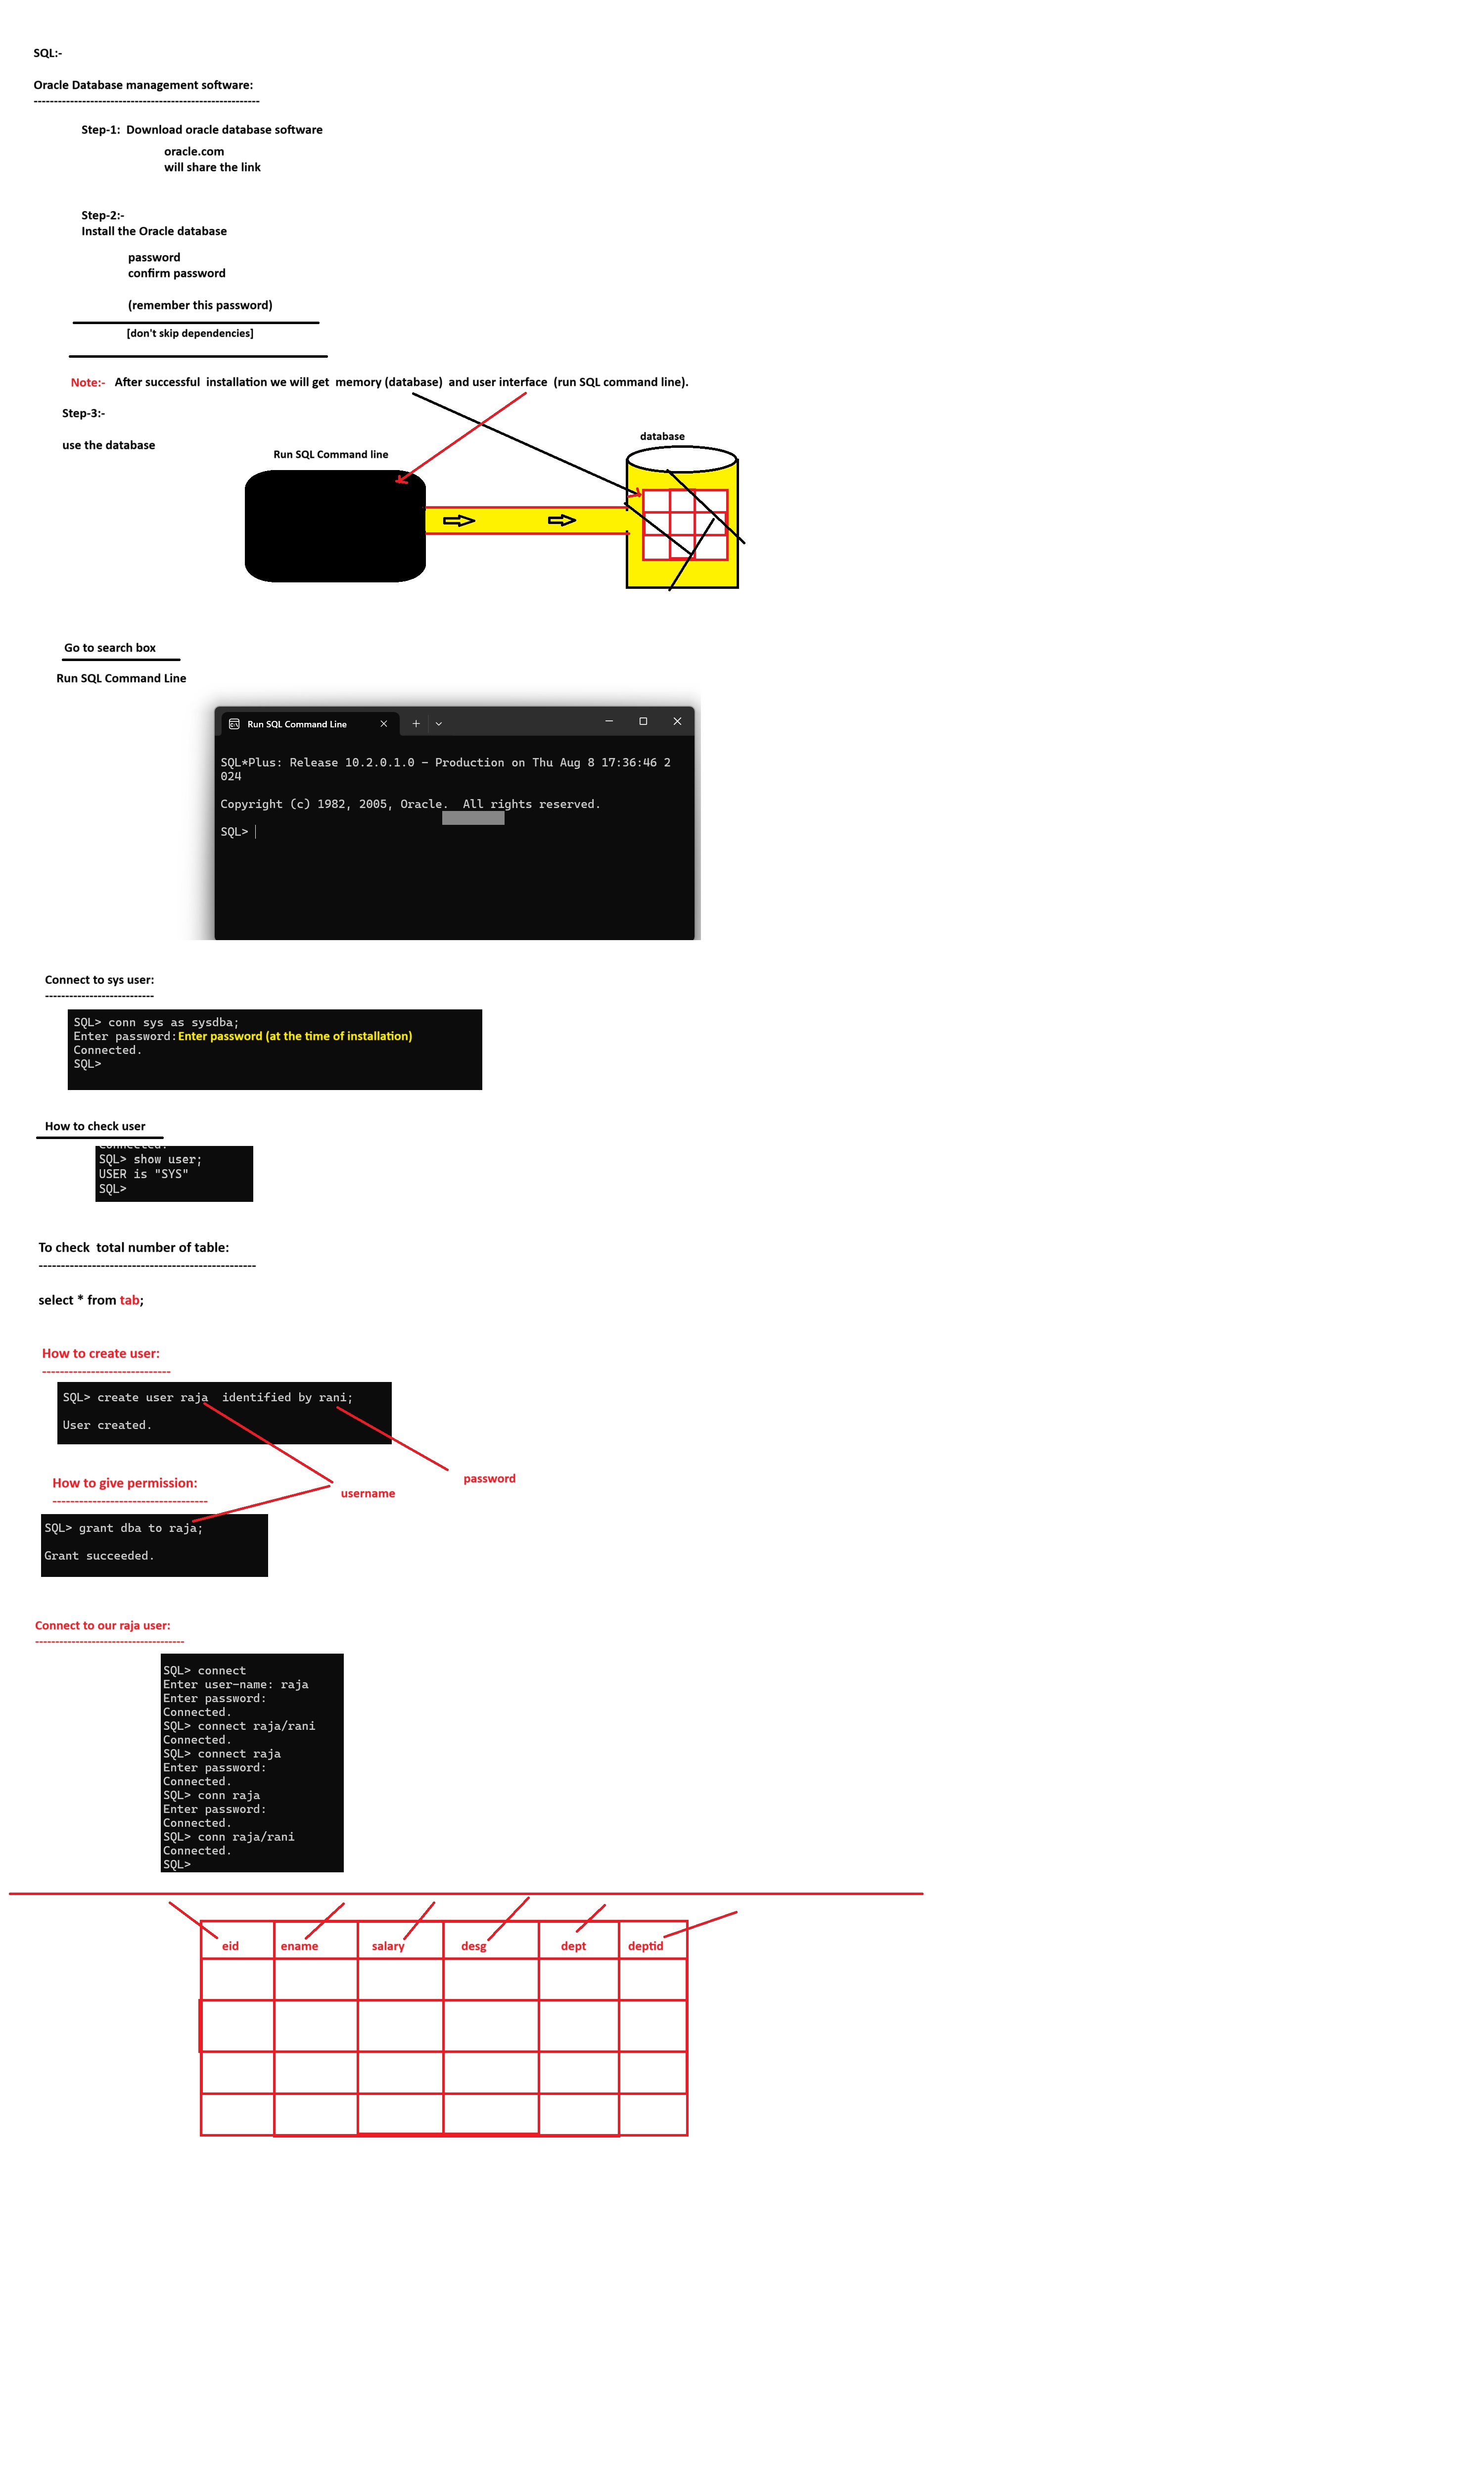 SQL:-
Oracle Database management software:
--------------------------------------------------------
Step-1:  Download oracle database software
oracle.com
will share the link
Step-2:-
Install the Oracle database
password
confirm password
(remember this password)
[don't skip dependencies]
Note:-   After successful  installation we will get  memory (database)  and user interface  (run SQL command line).
Step-3:-
use the database
database
Run SQL Command line
Go to search box
Run SQL Command Line
Run SQL Command Line
SQL*Plus: Release 10.2.0.1.0 - Production on Thu Aug 8 17:36:46 2
024
Copyright (c) 1982, 2005, Oracle.  All rights reserved.
SQL>
Connect to sys user:
---------------------------
SQL> conn sys as sysdba;
Enter password:Enter password (at the time of installation)
Connected.
SQL>
How to check user
Connected.
SQL> show user;
USER is "SYS"
SQL>
To check  total number of table:
-------------------------------------------------
select * from tab;
How to create user:
-----------------------------
SQL> create user raja  identified by rani;
User created.
password
How to give permission:
username
-----------------------------------
SQL> grant dba to raja;
Grant succeeded.
Connect to our raja user:
-------------------------------------
SQL> connect
Enter user-name: raja
Enter password:
Connected.
SQL> connect raja/rani
Connected.
SQL> connect raja
Enter password:
Connected.
SQL> conn raja
Enter password:
Connected.
SQL> conn raja/rani
Connected.
SQL>
eid ename salary desg dept deptid